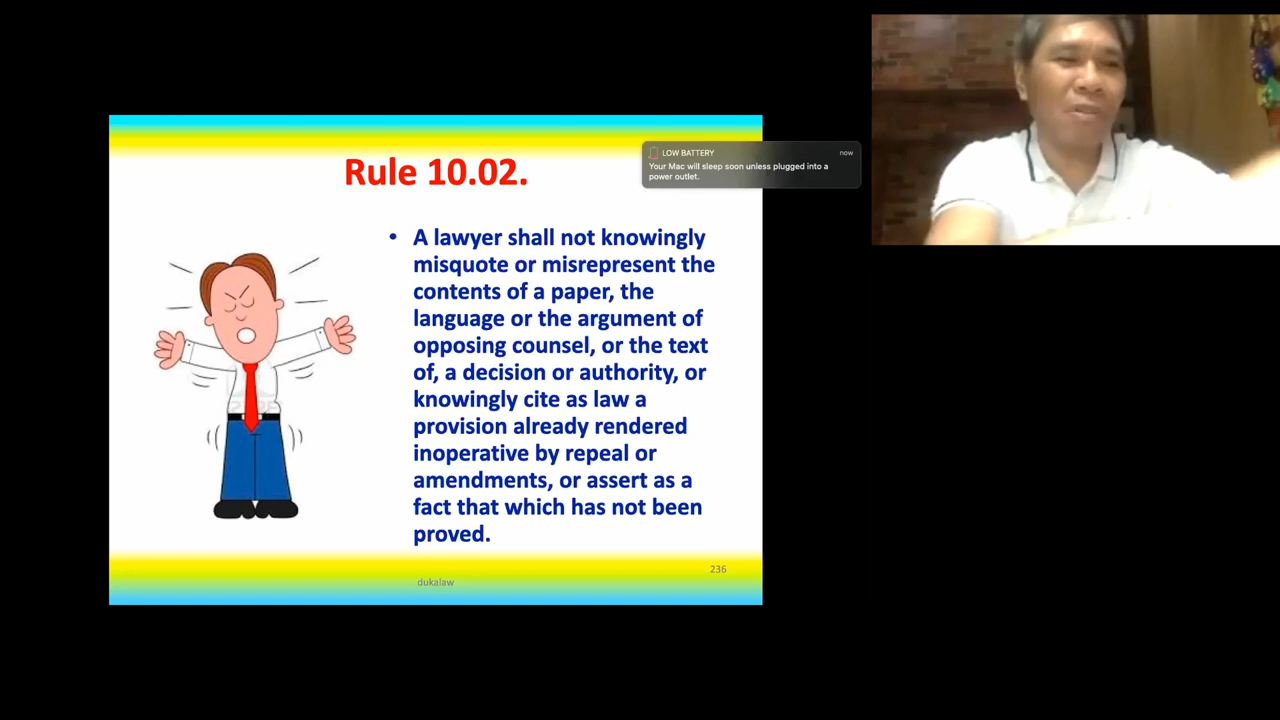 Rule 10.02.
LOW BATTERY
now
Your Mac will sleep soon unless plugged into a
power outlet.
• A lawyer shall not knowingly
misquote or misrepresent the
contents of a paper, the
language or the argument of
opposing counsel, or the text
of, a decision or authority, or
knowingly cite as law a
provision already rendered
inoperative by repeal or
amendments, or assert as a
fact that which has not been
proved.
236
dukalaw